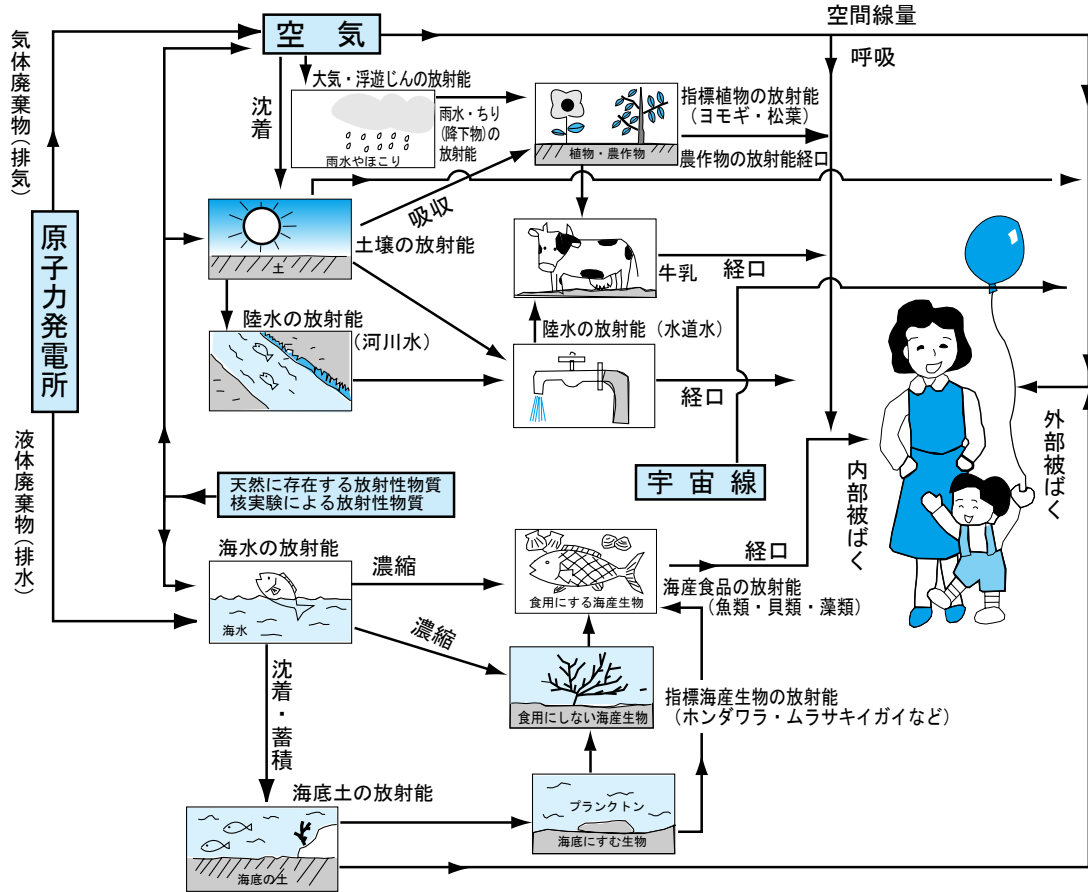 空間線量
空気
呼吸
気体廃棄物(排気)
大気・浮遊じんの放射能
沈着
雨水・ちり
(降下物)の
放射能
雨水やほこり
指標植物の放射能
(ヨモギ・松葉)
植物・農作物
農作物の放射能経口
吸収
土壌の放射能
土
原子力発電所
牛乳
経口
陸水の放射能
(河川水)
陸水の放射能(水道水)
経口
外部被ばく
内部被ばく
宇宙線
液体廃棄物(排水)
天然に存在する放射性物質
核実験による放射性物質
海水の放射能
濃縮
経口
海水
食用にする海産生物
海産食品の放射能
(魚類・貝類・藻類)
濃縮
沈着・蓄積
指標海産生物の放射能
(ホンダワラ・ムラサキイガイなど)
食用にしない海産生物
海底土の放射能
プランクトン
海底にすむ生物
海底の土